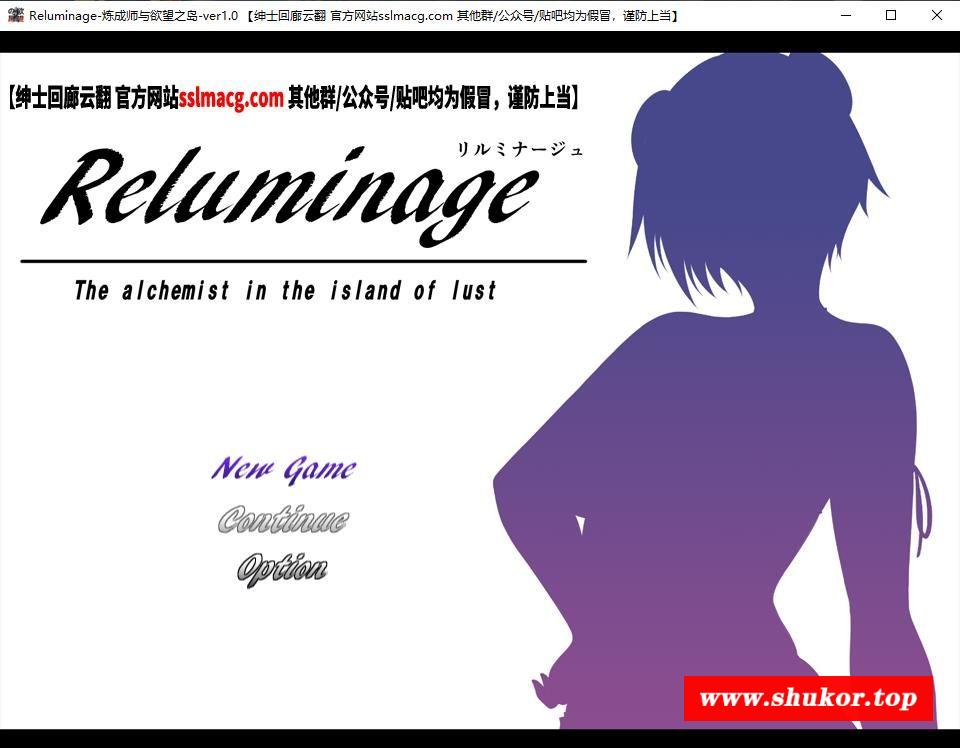 Reluminage-炼成师与欲望之岛-ver1.0 【绅士回廊云翻 官方网站sslmacg.com 其他群/公众号/贴吧均为假冒，谨防上当】
【绅士回廊云翻 官方网站sslmacg.com 其他群/公众号/贴吧均为假冒，谨防上当】
リルミナージュ
Reluminage
The alchemist in the island of lust
New Game
Continue
Option
www.shukor.top